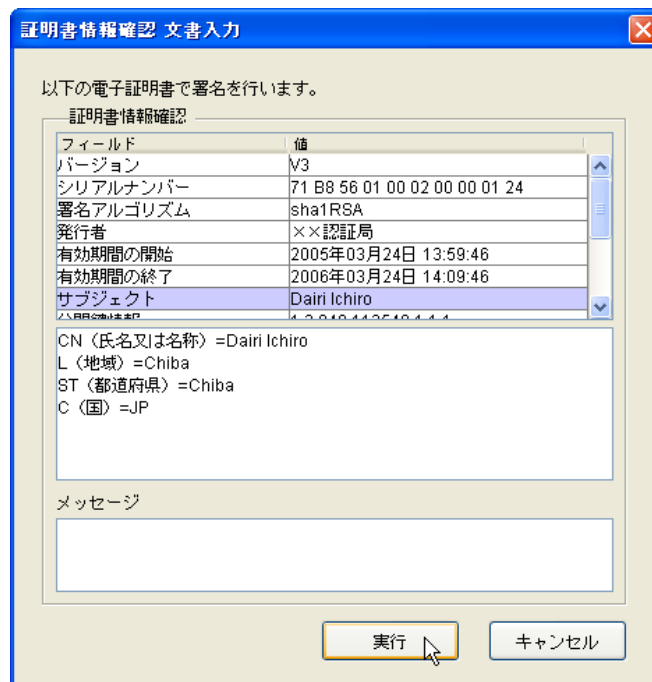 証明書情報確認 文書入力
以下の電子証明書で署名を行います。
証明書情報確認
フィールド 値
バージョン V3
シリアルナンバー 71 B8 56 01 00 02 00 00 01 24
署名アルゴリズム sha1RSA
発行者 ××認証局
有効期間の開始 2005年03月24日 13:59:46
有効期間の終了 2006年03月24日 14:09:46
サブジェクト Dairi Ichiro
公開鍵情報
CN（氏名又は名称）=Dairi Ichiro
L（地域）=Chiba
ST（都道府県）=Chiba
C（国）=JP
メッセージ
実行 キャンセル